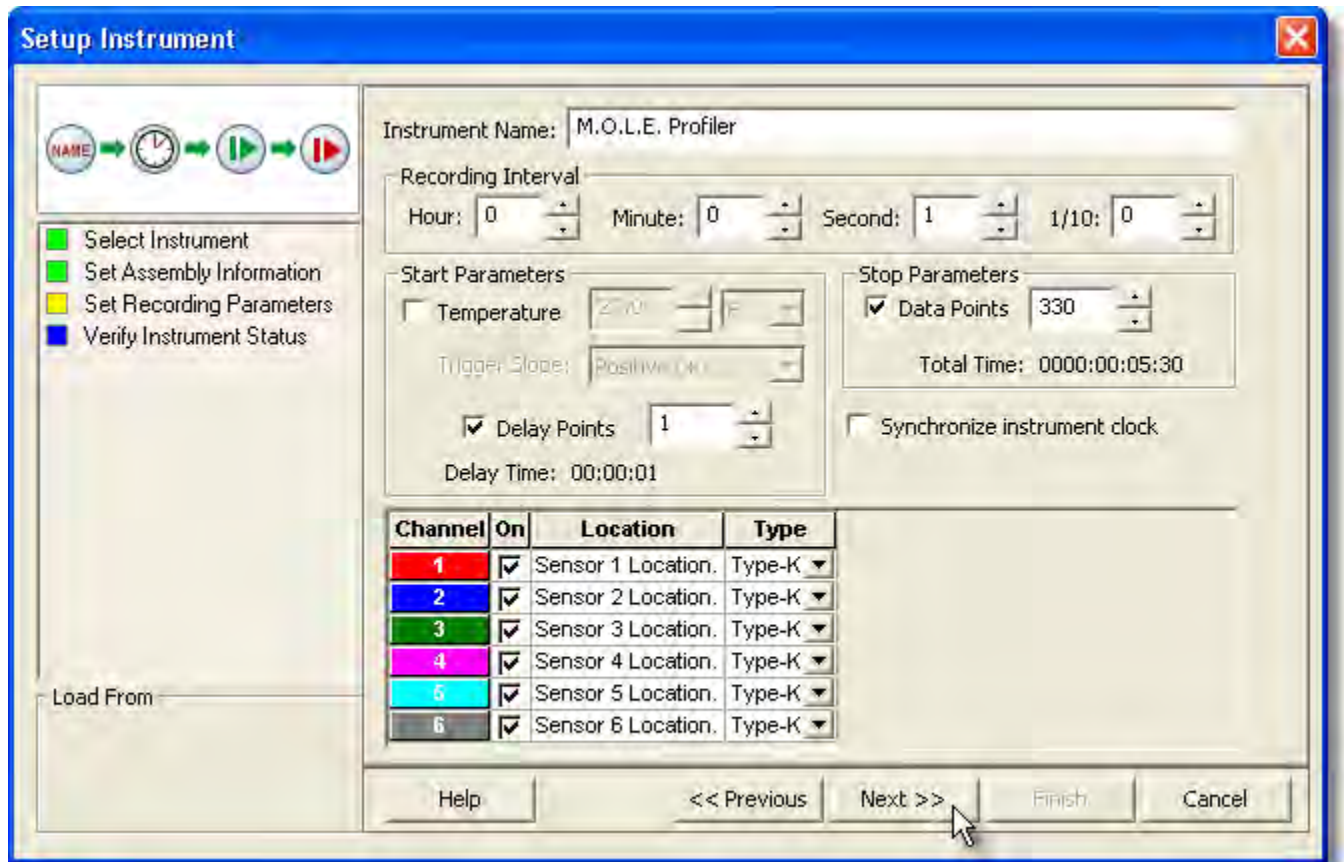 Setup Instrument
NAME
Select Instrument
Set Assembly Information
Set Recording Parameters
Verify Instrument Status
Load From
Instrument Name: M.O.L.E. Profiler
Recording Interval
Hour: 0 Minute: 0 Second: 1 1/10: 0
Start Parameters
Temperature F
Trigger Slope: Positive
Delay Points 1
Delay Time: 00:00:01
Stop Parameters
Data Points 330
Total Time: 0000:00:05:30
Synchronize instrument clock
Channel On Location Type
1 Sensor 1 Location. Type-K
2 Sensor 2 Location. Type-K
3 Sensor 3 Location. Type-K
4 Sensor 4 Location. Type-K
5 Sensor 5 Location. Type-K
6 Sensor 6 Location. Type-K
Help << Previous Next >> Finish Cancel